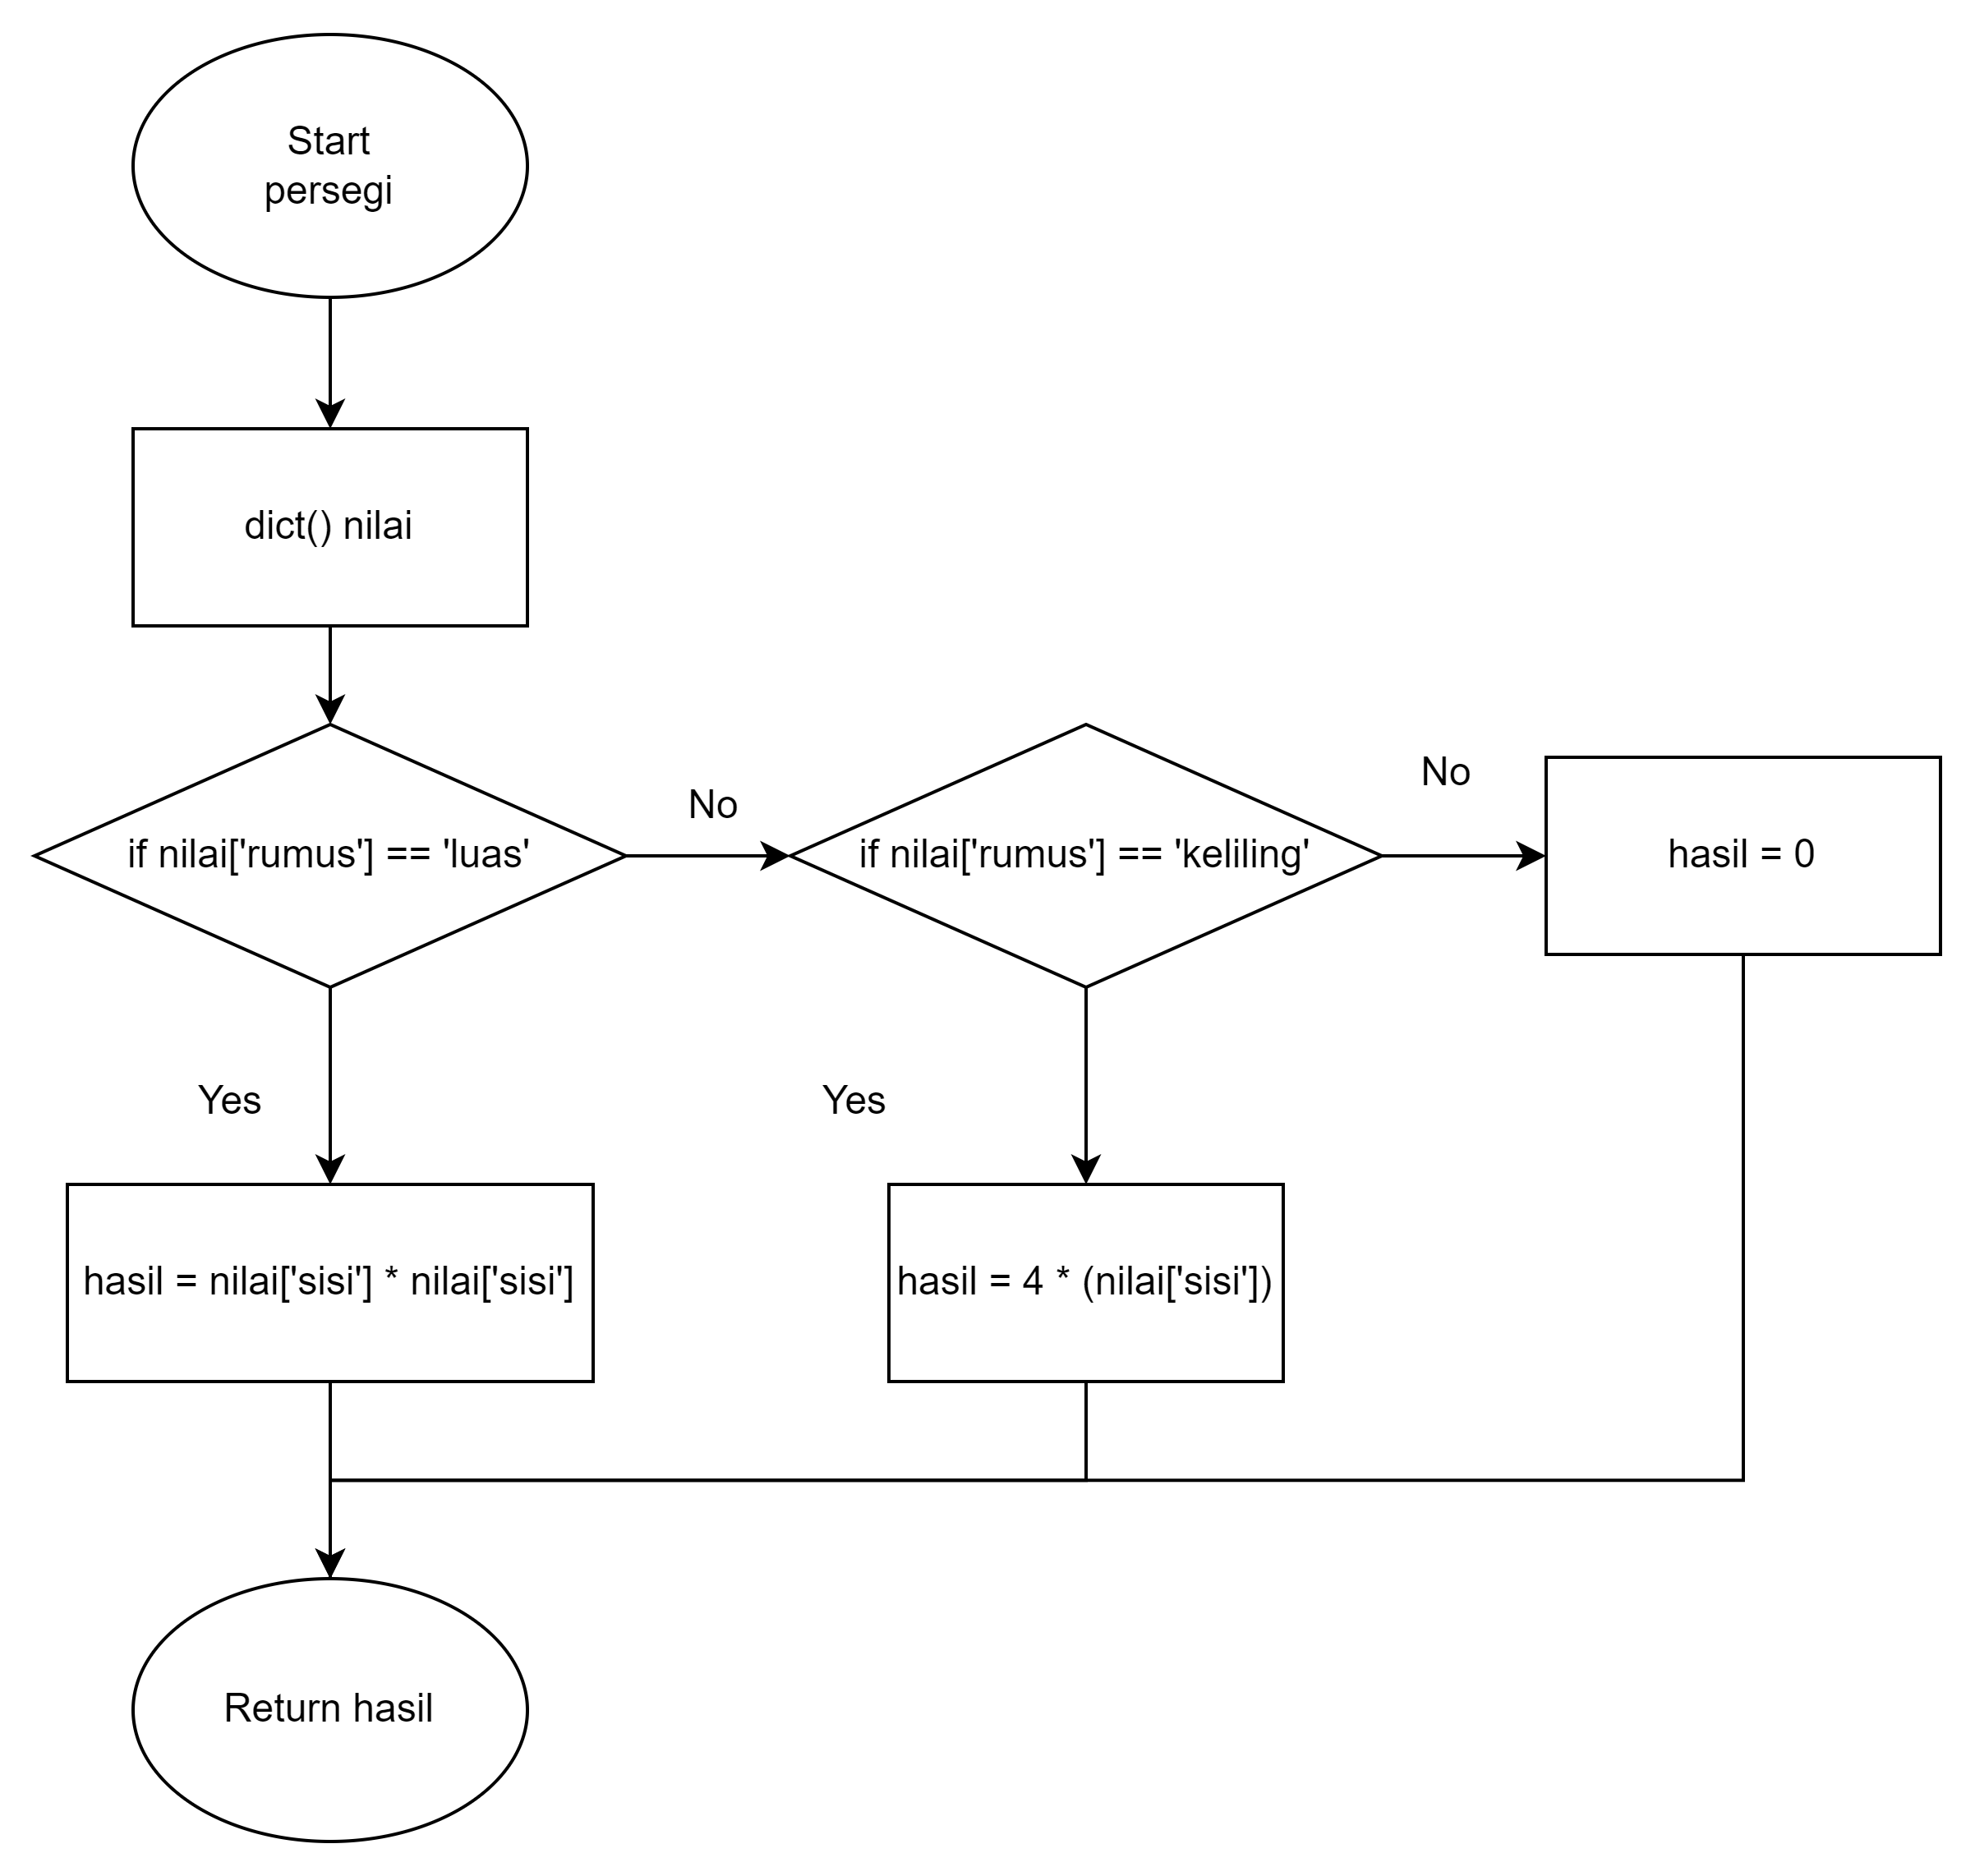 Start
persegi
dict() nilai
if nilai['rumus'] == 'luas'
No
if nilai['rumus'] == 'keliling'
No
hasil = 0
Yes
Yes
hasil = nilai['sisi'] * nilai['sisi']
hasil = 4 * (nilai['sisi'])
Return hasil